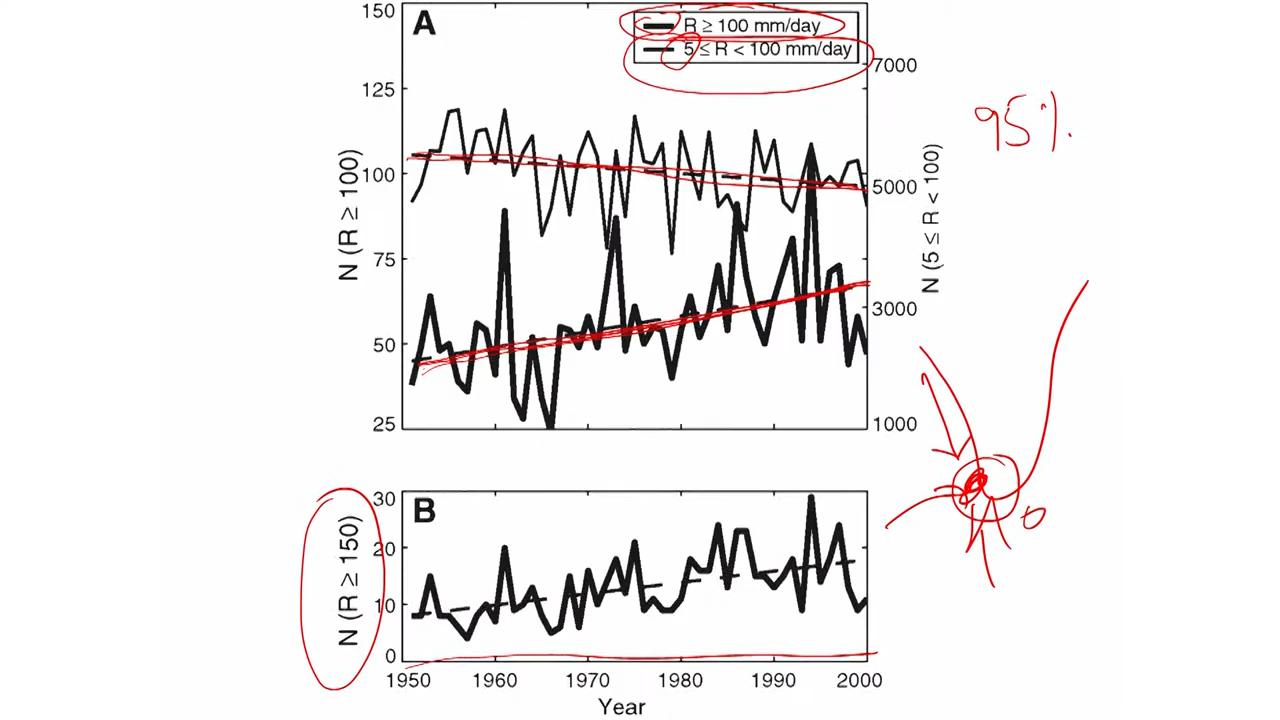 A
R ≥ 100 mm/day
5 ≤ R < 100 mm/day
150
125
100
75
50
25
N (R ≥ 100)
7000
5000
3000
1000
N (5 ≤ R < 100)
95%
B
30
20
10
0
N (R ≥ 150)
1950 1960 1970 1980 1990 2000
Year